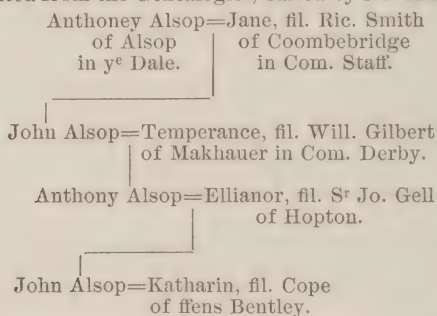 Anthoney Alsop=Jane, fil. Ric. Smith
of Alsop of Coombebridge
in yᵉ Dale. in Com. Staff.
John Alsop=Temperance, fil. Will. Gilbert
of Makhauer in Com. Derby.
Anthony Alsop=Ellianor, fil. Sʳ Jo. Gell
of Hopton.
John Alsop=Katharin, fil. Cope
of ffens Bentley.